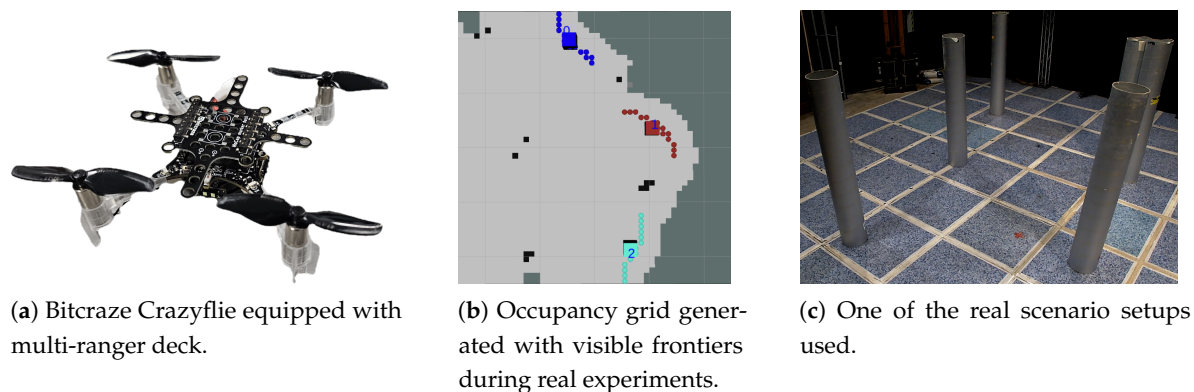 0
1
2
(a) Bitcraze Crazyflie equipped with
multi-ranger deck.
(b) Occupancy grid gener-
ated with visible frontiers
during real experiments.
(c) One of the real scenario setups
used.